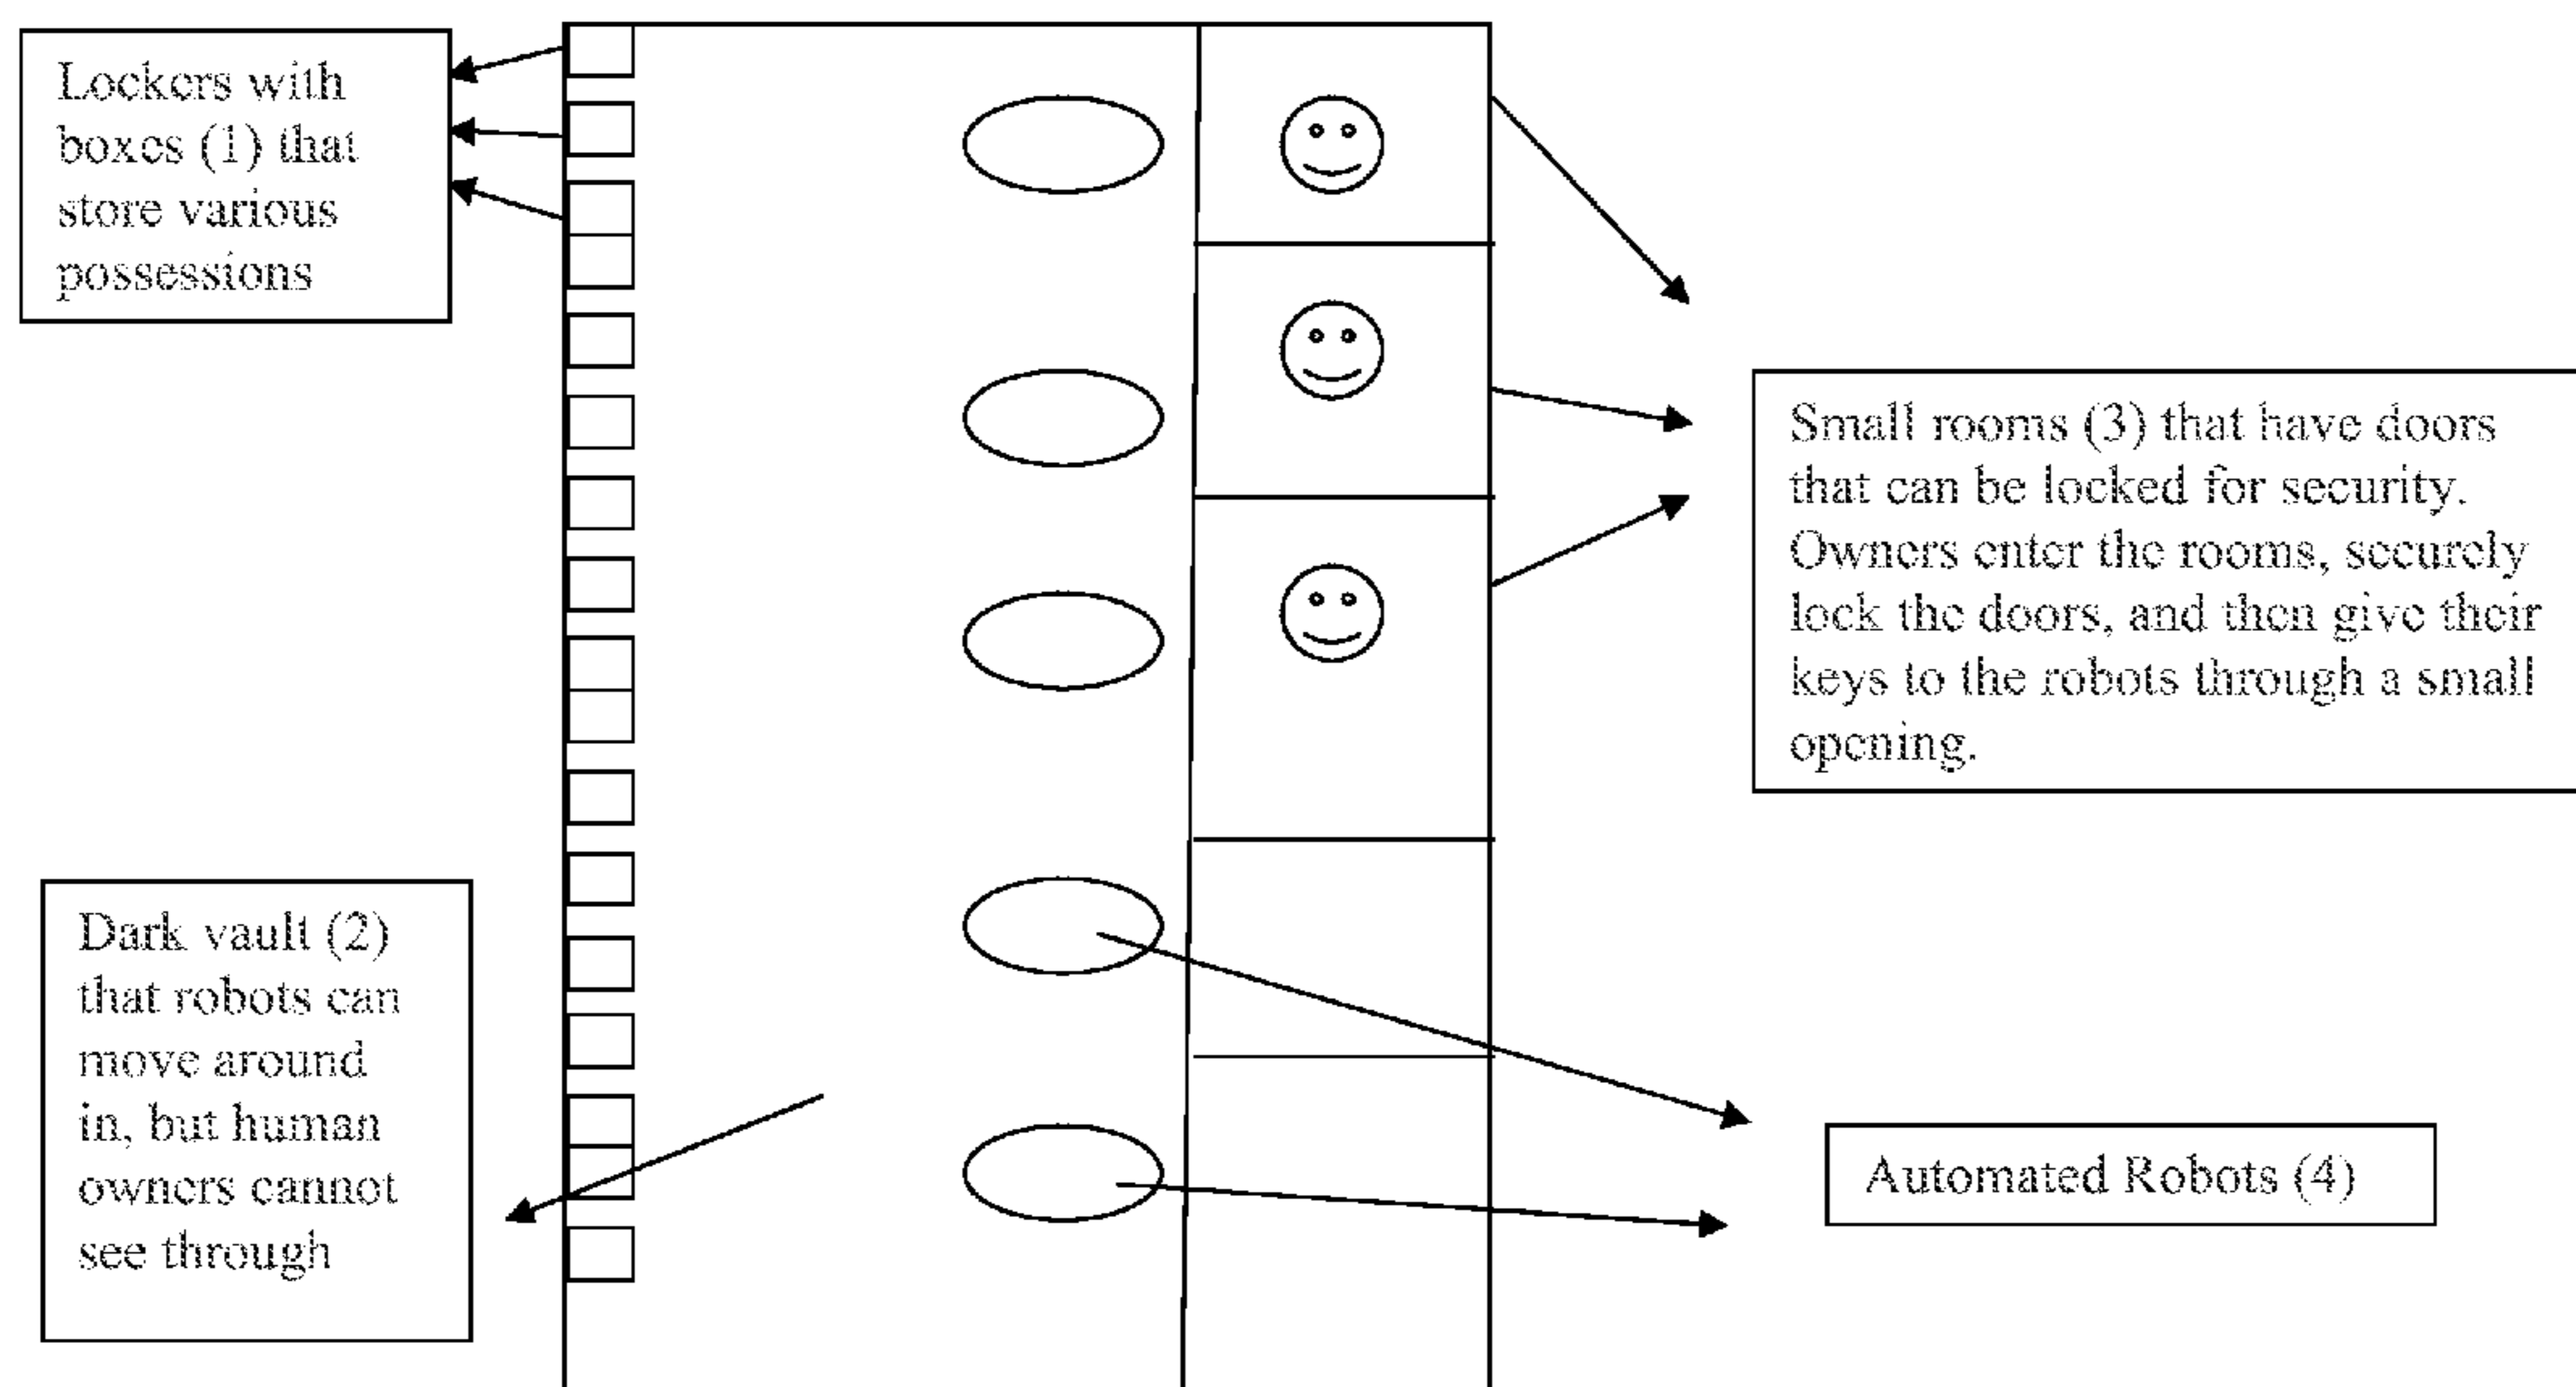 Lockers with
boxes (1) that
store various
possessions
Small rooms (3) that have doors
that can be locked for security.
Owners enter the rooms, securely
lock the doors, and then give their
keys to the robots through a small
opening.
Dark vault (2)
that robots can
move around
in, but human
owners cannot
see through
Automated Robots (4)